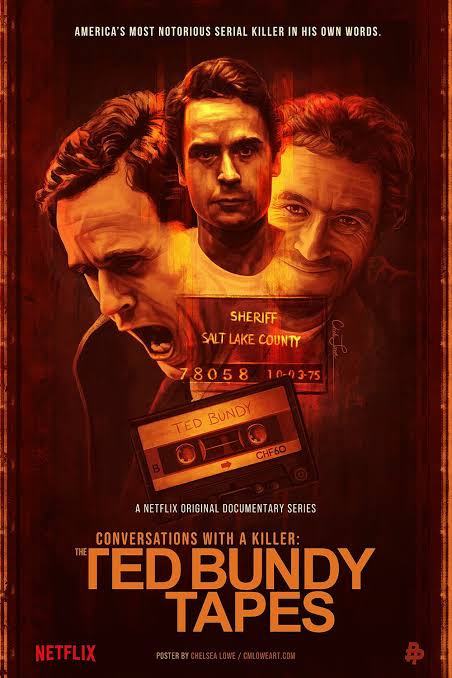 AMERICA'S MOST NOTORIOUS SERIAL KILLER IN HIS OWN WORDS.
SHERIFF
SALT LAKE COUNTY
78058 10-03-75
TED BUNDY
B
CHF60
A NETFLIX ORIGINAL DOCUMENTARY SERIES
CONVERSATIONS WITH A KILLER:
THE TED BUNDY
TAPES
NETFLIX
POSTER BY CHELSEA LOWE / CMLOWEART.COM